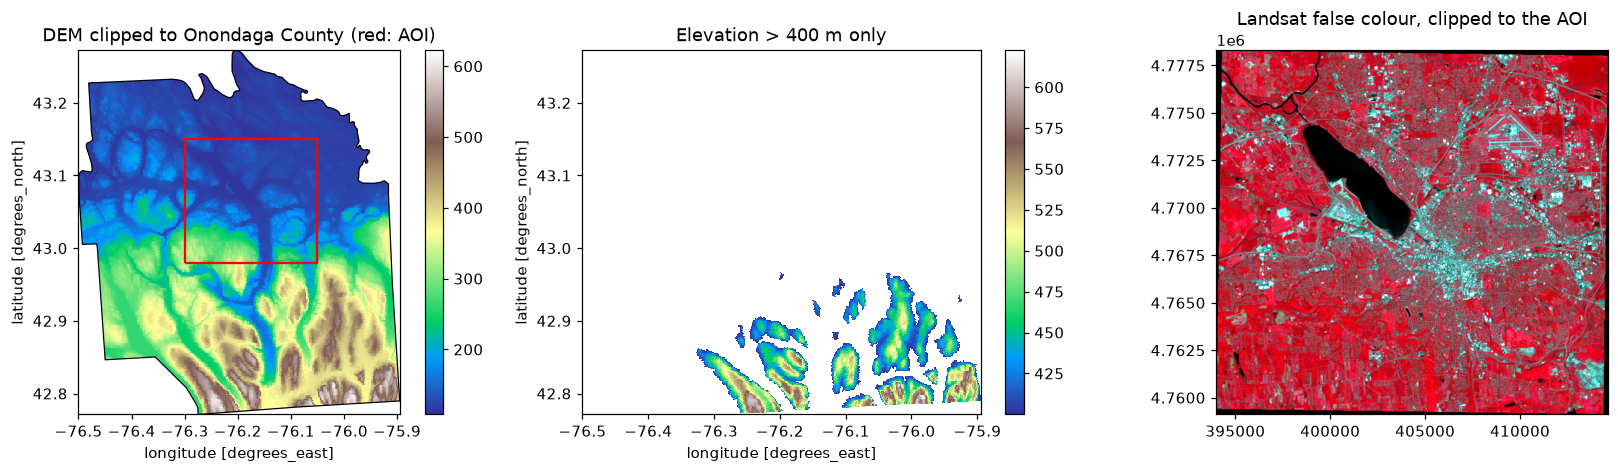 DEM clipped to Onondaga County (red: AOI)
43.2
43.1
43.0
42.9
42.8
latitude [degrees_north]
−76.5 −76.4 −76.3 −76.2 −76.1 −76.0 −75.9
longitude [degrees_east]
600
500
400
300
200
Elevation > 400 m only
43.2
43.1
43.0
42.9
42.8
latitude [degrees_north]
−76.5 −76.4 −76.3 −76.2 −76.1 −76.0 −75.9
longitude [degrees_east]
600
575
550
525
500
475
450
425
Landsat false colour, clipped to the AOI
1e6
4.7775
4.7750
4.7725
4.7700
4.7675
4.7650
4.7625
4.7600
395000 400000 405000 410000